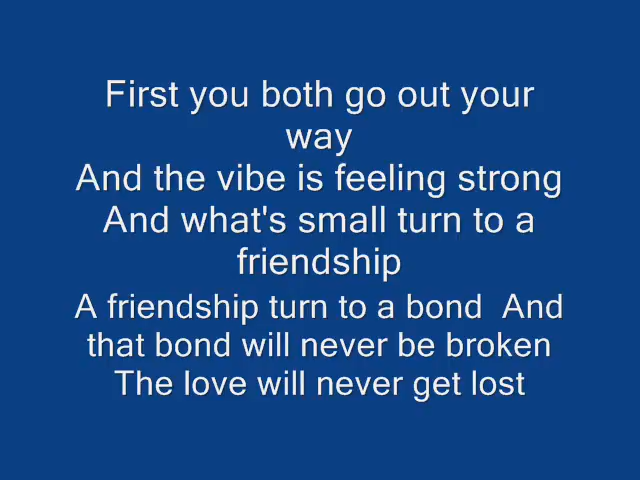 First you both go out your
way
And the vibe is feeling strong
And what's small turn to a
friendship
A friendship turn to a bond  And
that bond will never be broken
The love will never get lost